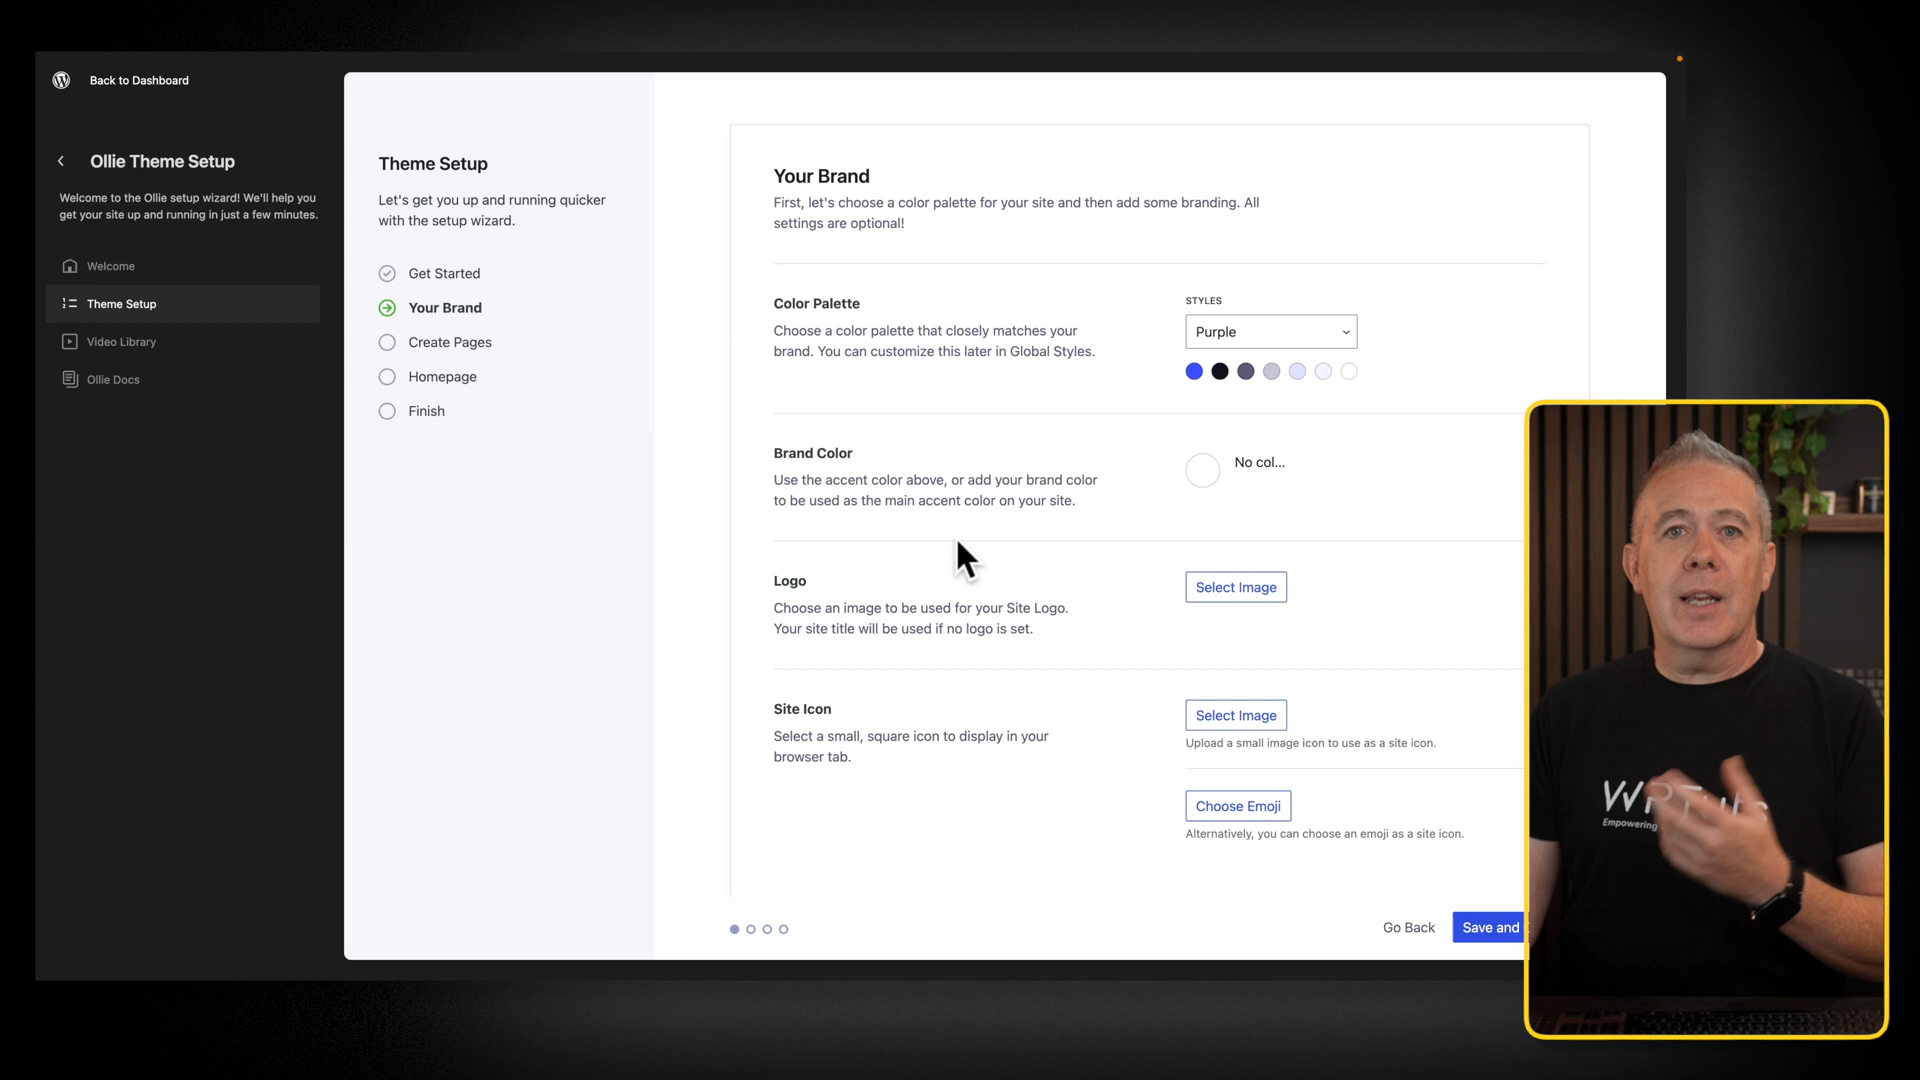 Back to Dashboard
Ollie Theme Setup
Welcome to the Ollie setup wizard! We'll help you
get your site up and running in just a few minutes.
Welcome
Theme Setup
Video Library
Ollie Docs
Theme Setup
Let's get you up and running quicker
with the setup wizard.
Get Started
Your Brand
Create Pages
Homepage
Finish
Your Brand
First, let's choose a color palette for your site and then add some branding. All
settings are optional!
Color Palette
Choose a color palette that closely matches your
brand. You can customize this later in Global Styles.
STYLES
Purple
Brand Color
Use the accent color above, or add your brand color
to be used as the main accent color on your site.
No col...
Logo
Choose an image to be used for your Site Logo.
Your site title will be used if no logo is set.
Select Image
Site Icon
Select a small, square icon to display in your
browser tab.
Select Image
Upload a small image icon to use as a site icon.
Choose Emoji
Alternatively, you can choose an emoji as a site icon.
Go Back
Save and
Empowering